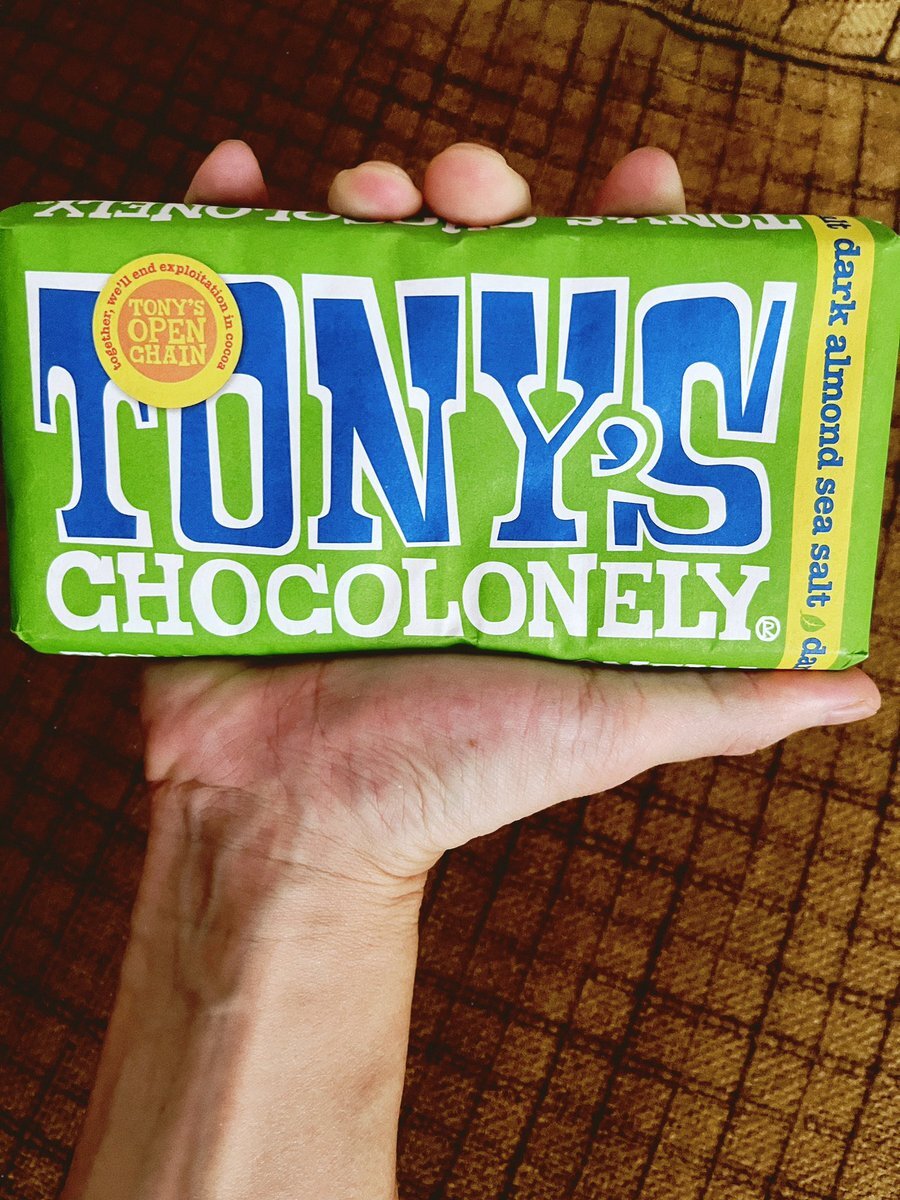 together, we'll end exploitation in cocoa
TONY'S
OPEN
CHAIN
TONY'S
CHOCOLONELY®
dark almond sea salt